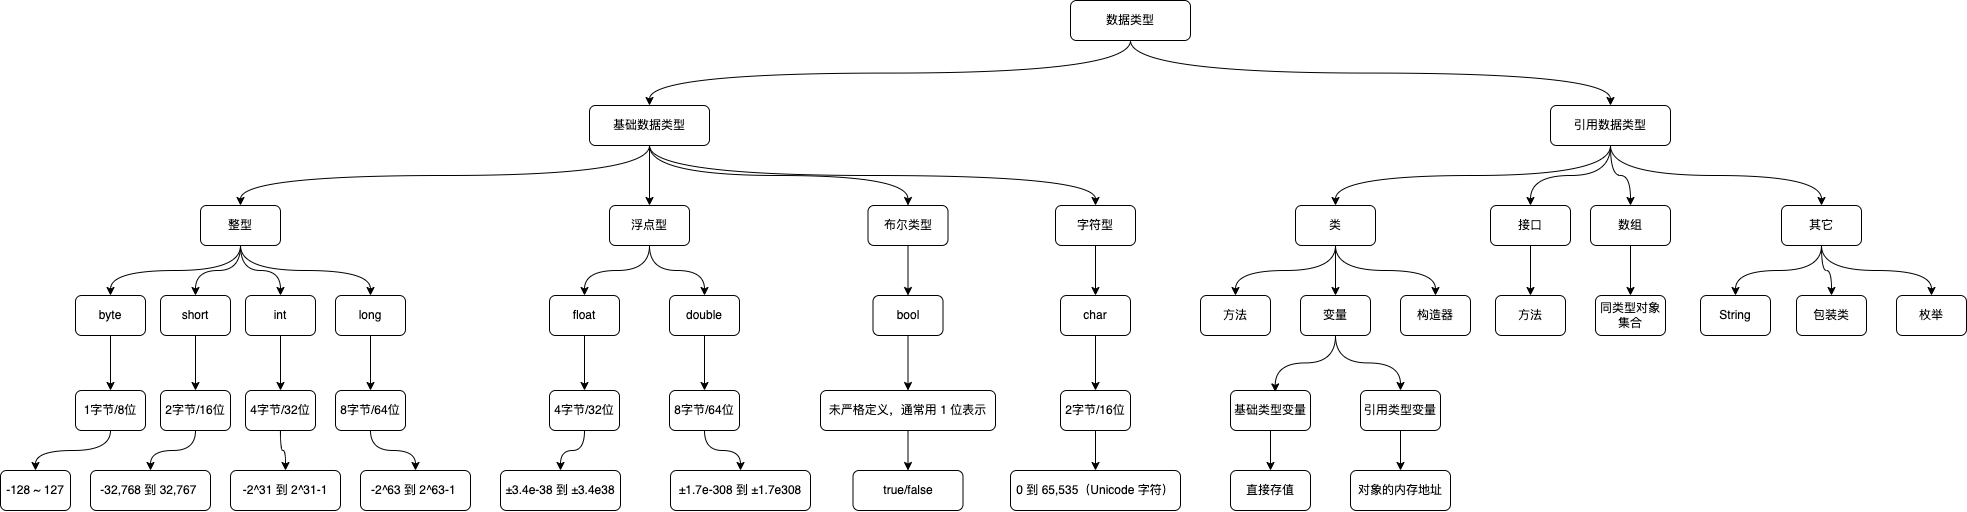 数据类型
基础数据类型
引用数据类型
整型
浮点型
布尔类型
字符型
类
接口
数组
其它
byte
short
int
long
float
double
bool
char
方法
变量
构造器
方法
同类型对象
集合
String
包装类
枚举
1字节/8位
2字节/16位
4字节/32位
8字节/64位
4字节/32位
8字节/64位
未严格定义，通常用 1 位表示
2字节/16位
基础类型变量
引用类型变量
-128 ~ 127
-32,768 到 32,767
-2^31 到 2^31-1
-2^63 到 2^63-1
±3.4e-38 到 ±3.4e38
±1.7e-308 到 ±1.7e308
true/false
0 到 65,535（Unicode 字符）
直接存值
对象的内存地址